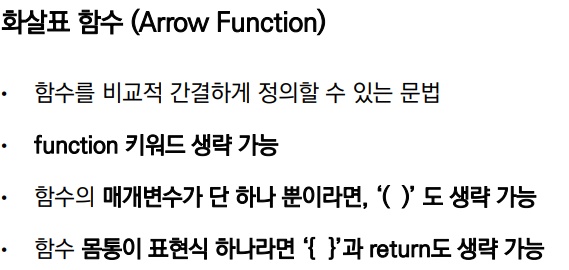 화살표 함수 (Arrow Function)
• 함수를 비교적 간결하게 정의할 수 있는 문법
• function 키워드 생략 가능
• 함수의 매개변수가 단 하나 뿐이라면, ‘( )’ 도 생략 가능
• 함수 몸통이 표현식 하나라면 ‘{ }’과 return도 생략 가능